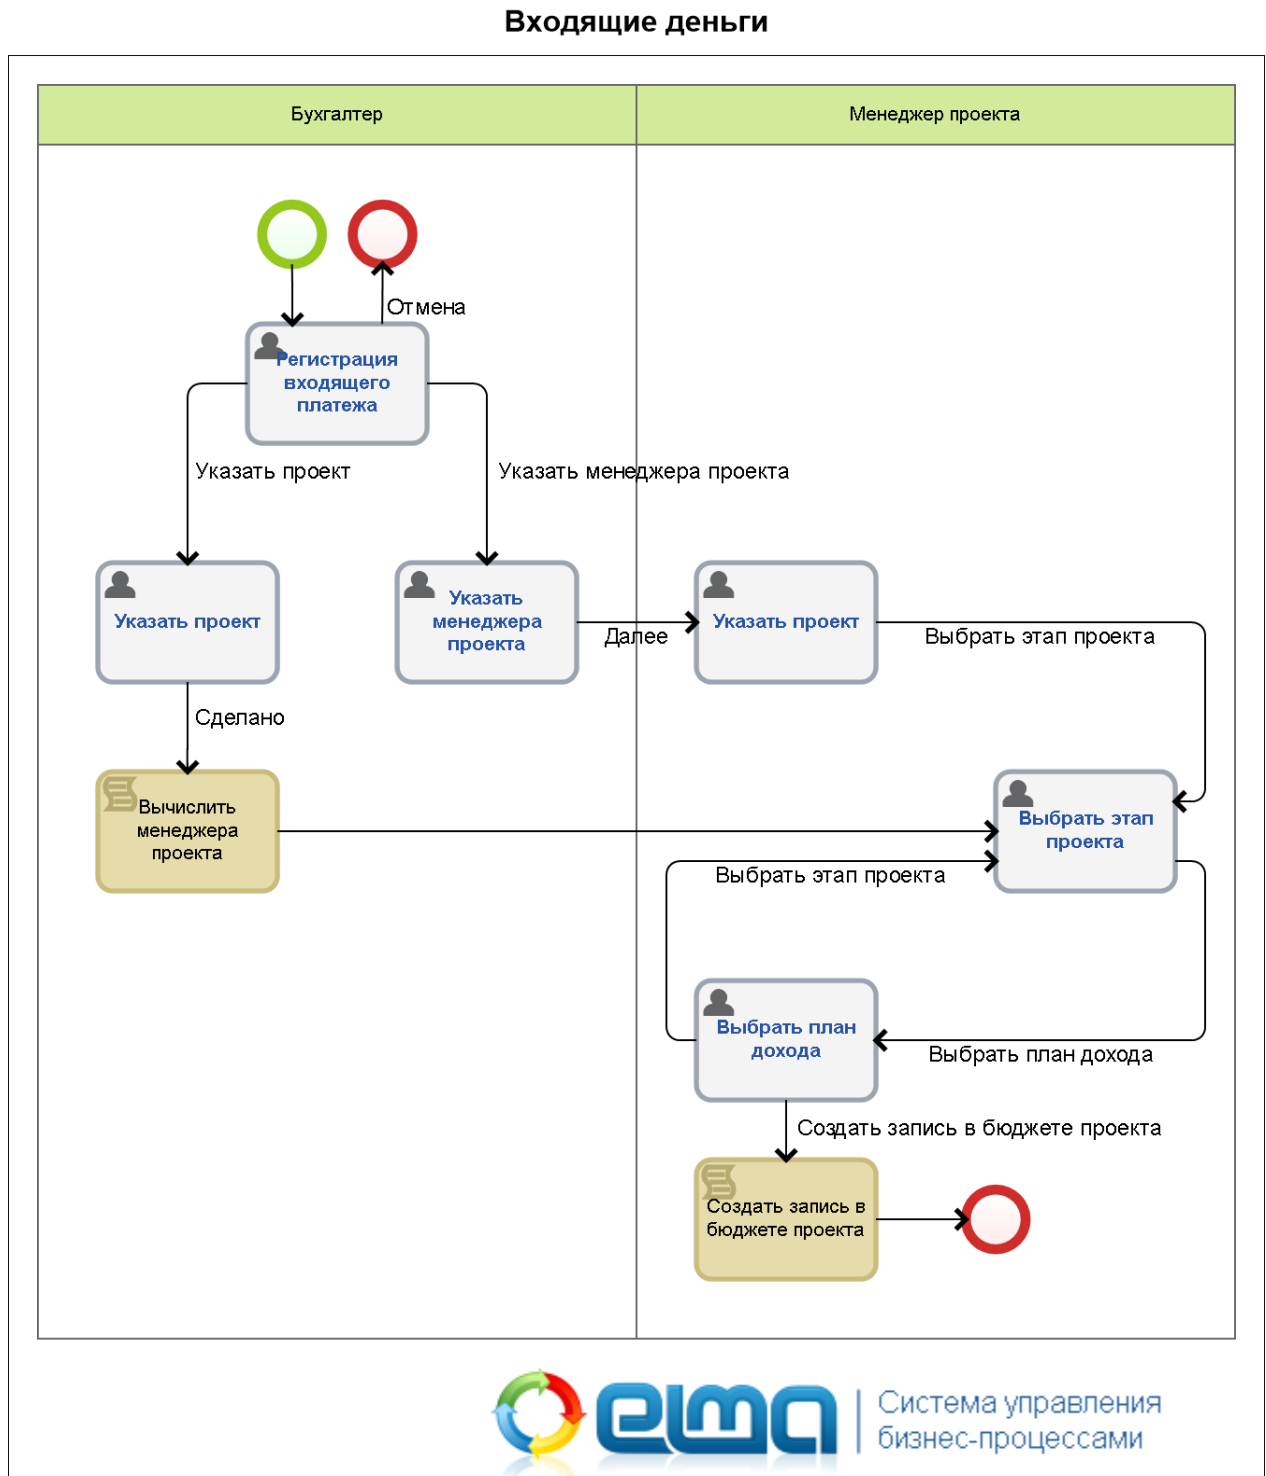 Входящие деньги
Бухгалтер
Менеджер проекта
Отмена
Регистрация
входящего
платежа
Указать проект
Указать менеджера проекта
Указать проект
Указать
менеджера
проекта
Далее
Указать проект
Выбрать этап проекта
Сделано
Вычислить
менеджера
проекта
Выбрать этап
проекта
Выбрать этап проекта
Выбрать план
дохода
Выбрать план дохода
Создать запись в бюджете проекта
Создать запись в
бюджете проекта
elma
Система управления
бизнес-процессами